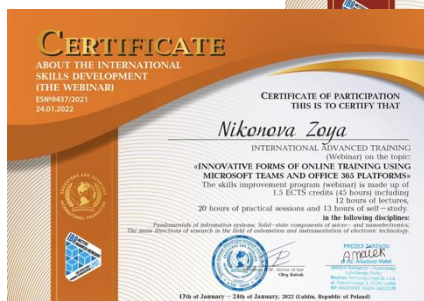 CERTIFICATE
ABOUT THE INTERNATIONAL
SKILLS DEVELOPMENT
(THE WEBINAR)
ES№9437/2021
24.01.2022
CERTIFICATE OF PARTICIPATION
THIS IS TO CERTIFY THAT
Nikonova Zoya
INTERNATIONAL ADVANCED TRAINING
(Webinar) on the topic:
«INNOVATIVE FORMS OF ONLINE TRAINING USING
MICROSOFT TEAMS AND OFFICE 365 PLATFORMS»
The skills improvement program (webinar) is made up of
1.5 ECTS credits (45 hours) including
12 hours of lectures,
20 hours of practical sessions and 13 hours of self—study,
in the following disciplines:
Fundamentals of information systems; Solid-state components of micro- and nanoelectronics;
The main directions of research in the field of automation and instrumentation of electronic technology.
PREZES ZARZĄDU
17th of January – 24th of January, 2022 (Lublin, Republic of Poland)